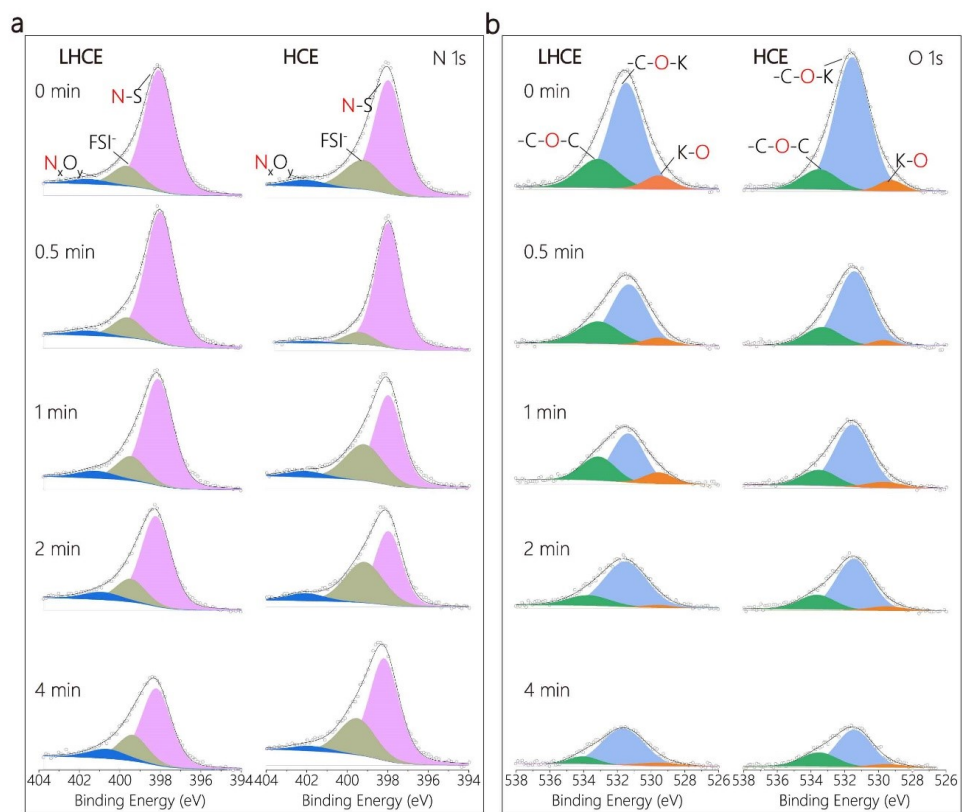 a
LHCE
HCE
N 1s
0 min
N-S
FSI-
NxOy
N-S
FSI-
NxOy
0.5 min
1 min
2 min
4 min
404 402 400 398 396 394
404 402 400 398 396 394
Binding Energy (eV)
Binding Energy (eV)
b
LHCE
HCE
O 1s
0 min
-C-O-K
-C-O-C
K-O
-C-O-K
-C-O-C
K-O
0.5 min
1 min
2 min
4 min
538 536 534 532 530 528 526
538 536 534 532 530 528 526
Binding Energy (eV)
Binding Energy (eV)